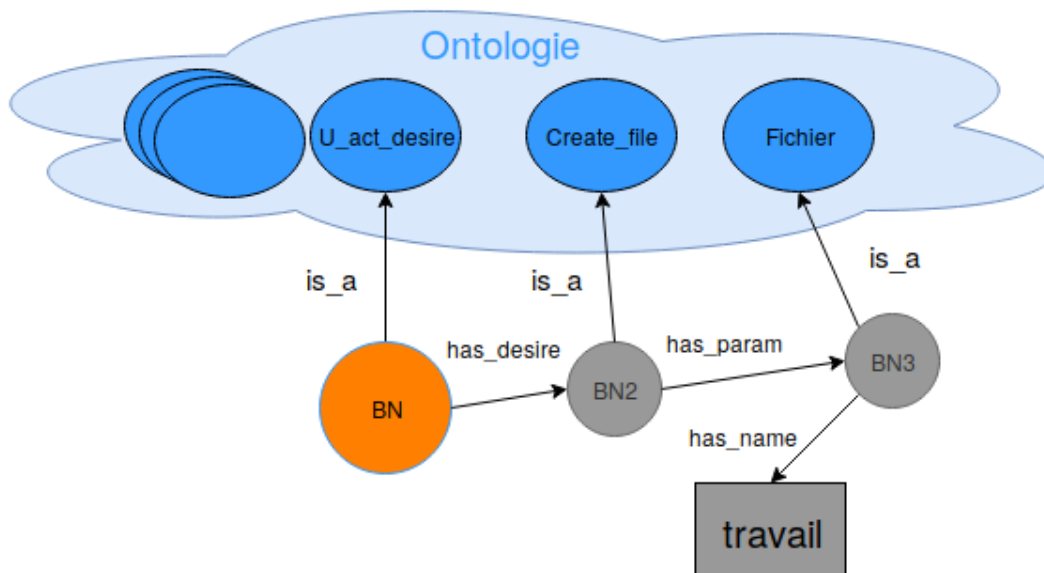 Ontologie
U_act_desire
Create_file
Fichier
is_a
is_a
is_a
has_desire
has_param
BN
BN2
BN3
has_name
travail